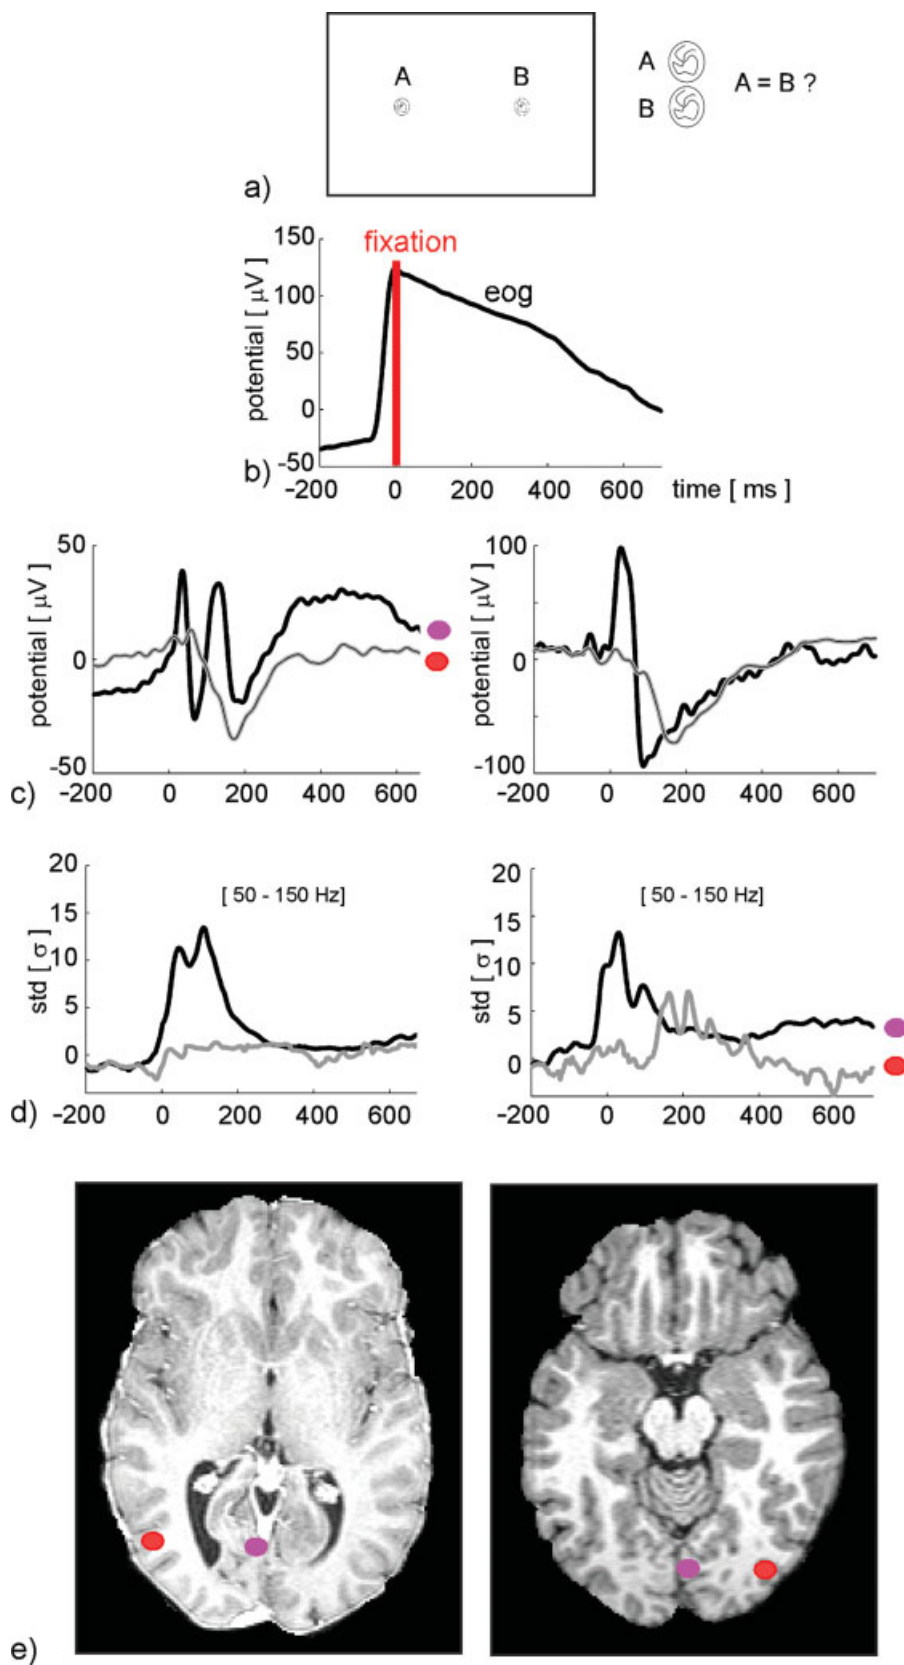 A B
A
B
A = B ?
a)
150
100
50
0
-50
potential [ µV ]
fixation
eog
b)
-200 0 200 400 600 time [ ms ]
50
0
-50
potential [ µV ]
-200 0 200 400 600
100
0
-100
potential [ µV ]
-200 0 200 400 600
c)
20
15
10
5
0
std [ σ ]
[ 50 - 150 Hz]
-200 0 200 400 600
20
15
10
5
0
std [ σ ]
[ 50 - 150 Hz]
-200 0 200 400 600
d)
e)